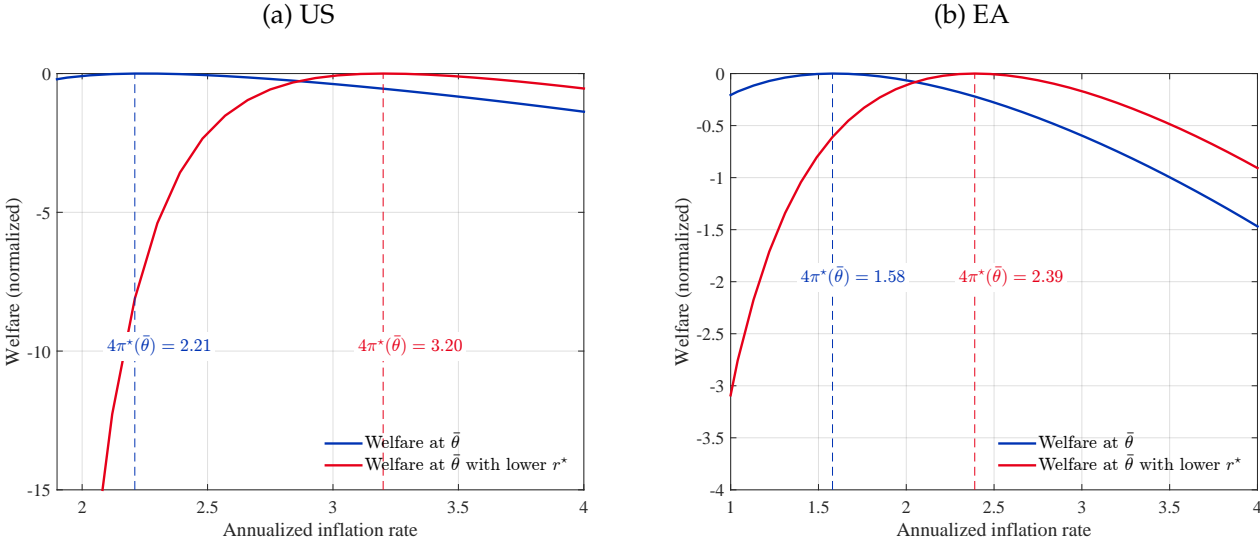 (a) US
0
-5
-10
-15
2
2.5
3
3.5
4
Welfare (normalized)
Annualized inflation rate
4π⋆(θ̄) = 2.21
4π⋆(θ̄) = 3.20
Welfare at θ̄
Welfare at θ̄ with lower r⋆
(b) EA
0
-0.5
-1
-1.5
-2
-2.5
-3
-3.5
-4
1
1.5
2
2.5
3
3.5
4
Welfare (normalized)
Annualized inflation rate
4π⋆(θ̄) = 1.58
4π⋆(θ̄) = 2.39
Welfare at θ̄
Welfare at θ̄ with lower r⋆